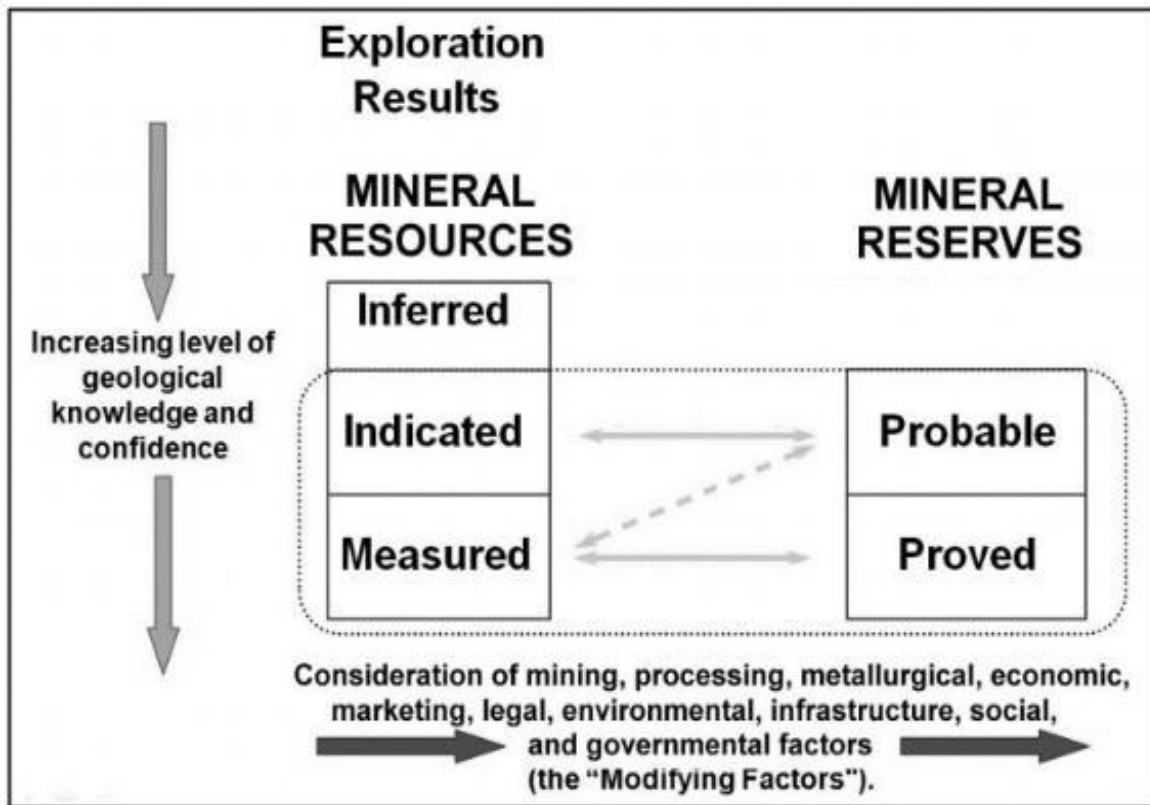 Exploration
Results
MINERAL
RESOURCES
MINERAL
RESERVES
Increasing level of
geological
knowledge and
confidence
Inferred
Indicated
Measured
Probable
Proved
Consideration of mining, processing, metallurgical, economic,
marketing, legal, environmental, infrastructure, social,
and governmental factors
(the “Modifying Factors").